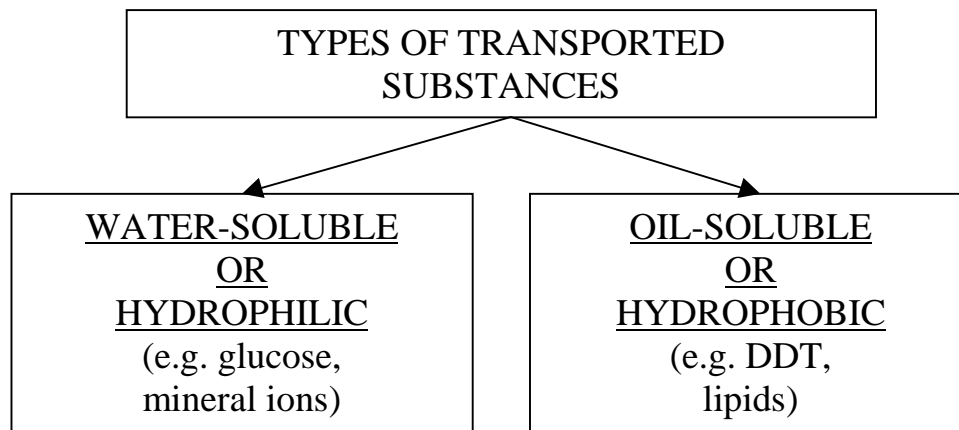 TYPES OF TRANSPORTED
SUBSTANCES
WATER-SOLUBLE
OR
HYDROPHILIC
(e.g. glucose,
mineral ions)
OIL-SOLUBLE
OR
HYDROPHOBIC
(e.g. DDT,
lipids)